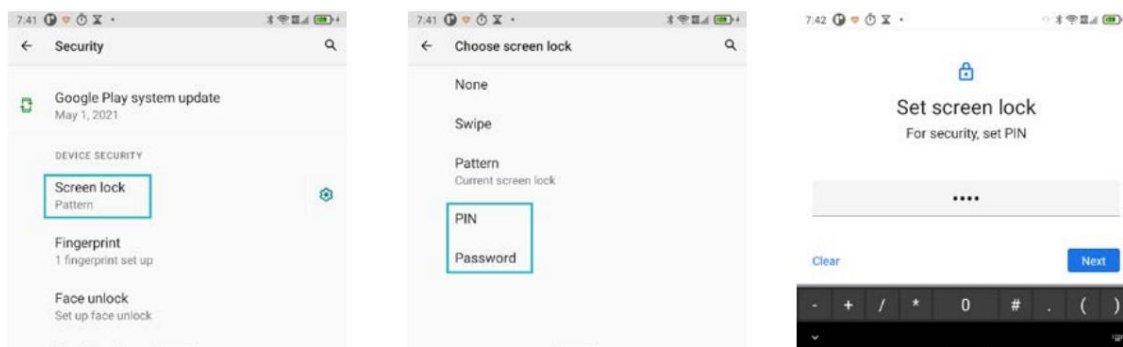 7:41
Security
Google Play system update
May 1, 2021
DEVICE SECURITY
Screen lock
Pattern
Fingerprint
1 fingerprint set up
Face unlock
Set up face unlock
7:41
Choose screen lock
None
Swipe
Pattern
Current screen lock
PIN
Password
7:42
Set screen lock
For security, set PIN
••••
Clear
Next
- + / * 0 # . ( )